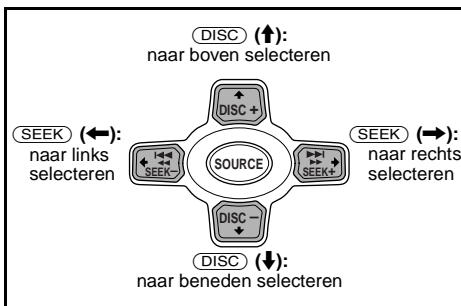 DISC (↑):
naar boven selecteren
DISC +
SEEK (←):
naar links
selecteren
SEEK–
SOURCE
SEEK+
SEEK (→):
naar rechts
selecteren
DISC –
DISC (↓):
naar beneden selecteren